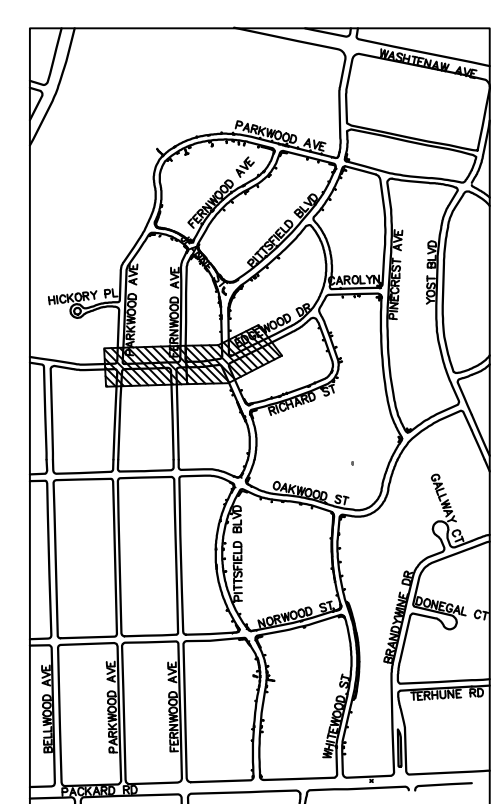 WASHTENAW AVE
PARKWOOD AVE
FERNWOOD AVE
PITTSFIELD BLVD
CAROLYN
PINECREST AVE
YOST BLVD
HICKORY PL
PARKWOOD AVE
FERNWOOD AVE
EDGEWOOD DR
RICHARD ST
OAKWOOD ST
GALLWAY CT
PITTSFIELD BLVD
NORWOOD ST
BRANDYWINE DR
DONEGAL CT
BELLWOOD AVE
PARKWOOD AVE
FERNWOOD AVE
WHITEWOOD ST
TERHUNE RD
PACKARD RD